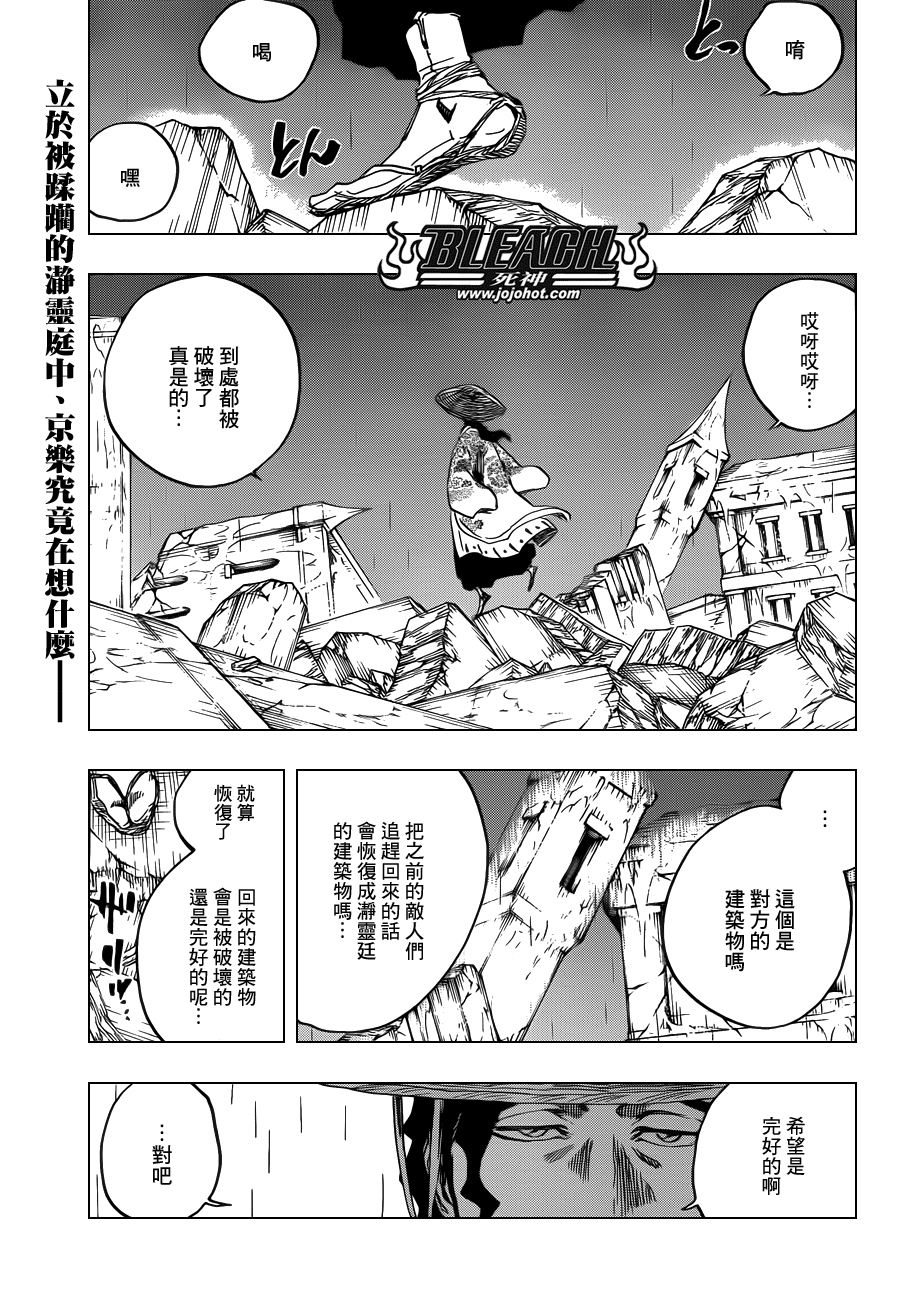 立於被蹂躪的瀞靈庭中、京樂究竟在想什麼——
唷
とっ
喝
とん
嘿
BLEACH
死神
www.jojohot.com
哎呀哎呀…
到處都被
破壞了
真是的…
…
這個是
對方的
建築物嗎
把之前的敵人們
追趕回來的話
會恢復成瀞靈廷
的建築物嗎…
就算
恢復了
回來的建築物
會是被破壞的
還是完好的呢…
希望是
完好的啊
…對吧